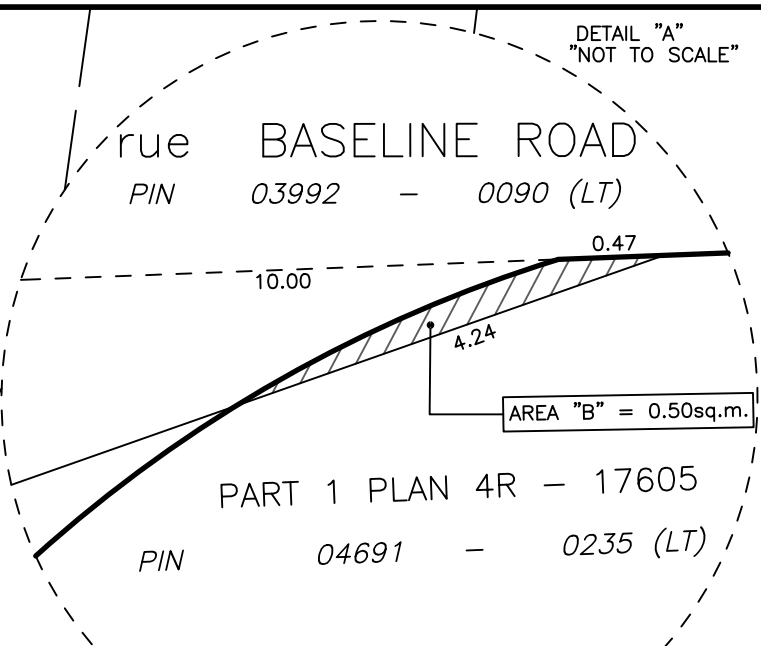 DETAIL "A"
"NOT TO SCALE"
rue BASELINE ROAD
PIN 03992 - 0090 (LT)
0.47
10.00
4.24
AREA "B" = 0.50sq.m.
PART 1 PLAN 4R - 17605
PIN 04691 - 0235 (LT)